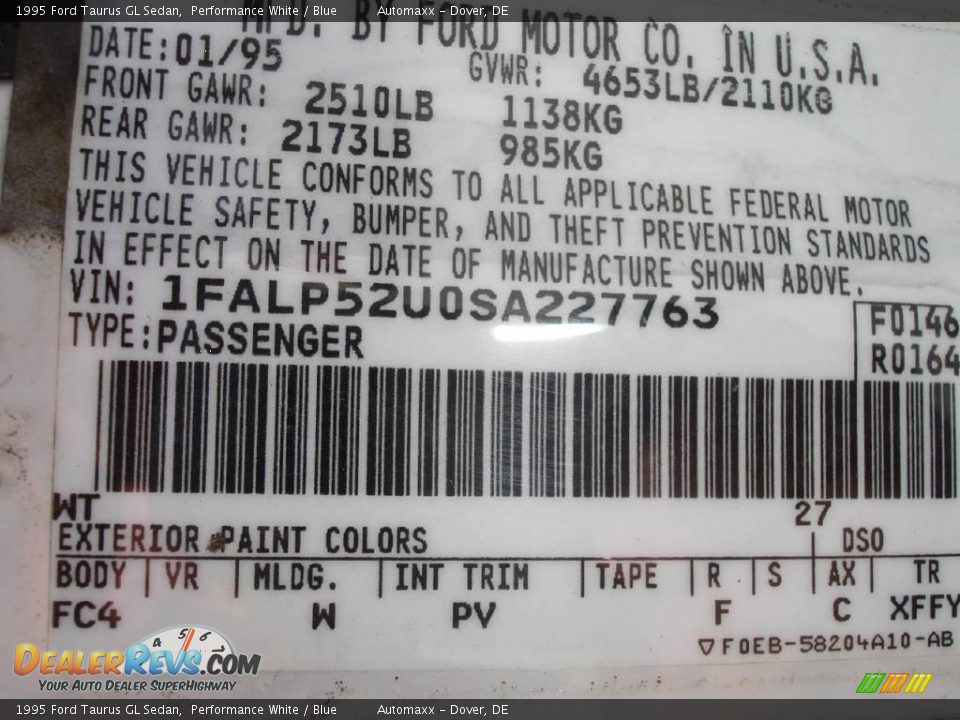 1995 Ford Taurus GL Sedan, Performance White / Blue Automaxx - Dover, DE
MFD. BY FORD MOTOR CO. IN U.S.A.
DATE: 01/95 GVWR: 4653LB/2110KG
FRONT GAWR: 2510LB 1138KG
REAR GAWR: 2173LB 985KG
THIS VEHICLE CONFORMS TO ALL APPLICABLE FEDERAL MOTOR
VEHICLE SAFETY, BUMPER, AND THEFT PREVENTION STANDARDS
IN EFFECT ON THE DATE OF MANUFACTURE SHOWN ABOVE.
VIN: 1FALP52U0SA227763
TYPE: PASSENGER
F0146
R0164
WT 27
EXTERIOR PAINT COLORS DSO
BODY VR MLDG. INT TRIM TAPE R S AX TR
FC4 W PV F C XFFY
▽ F0EB-58204A10-AB
4 5 6
DEALERREVS.COM
YOUR AUTO DEALER SUPERHIGHWAY
1995 Ford Taurus GL Sedan, Performance White / Blue Automaxx - Dover, DE